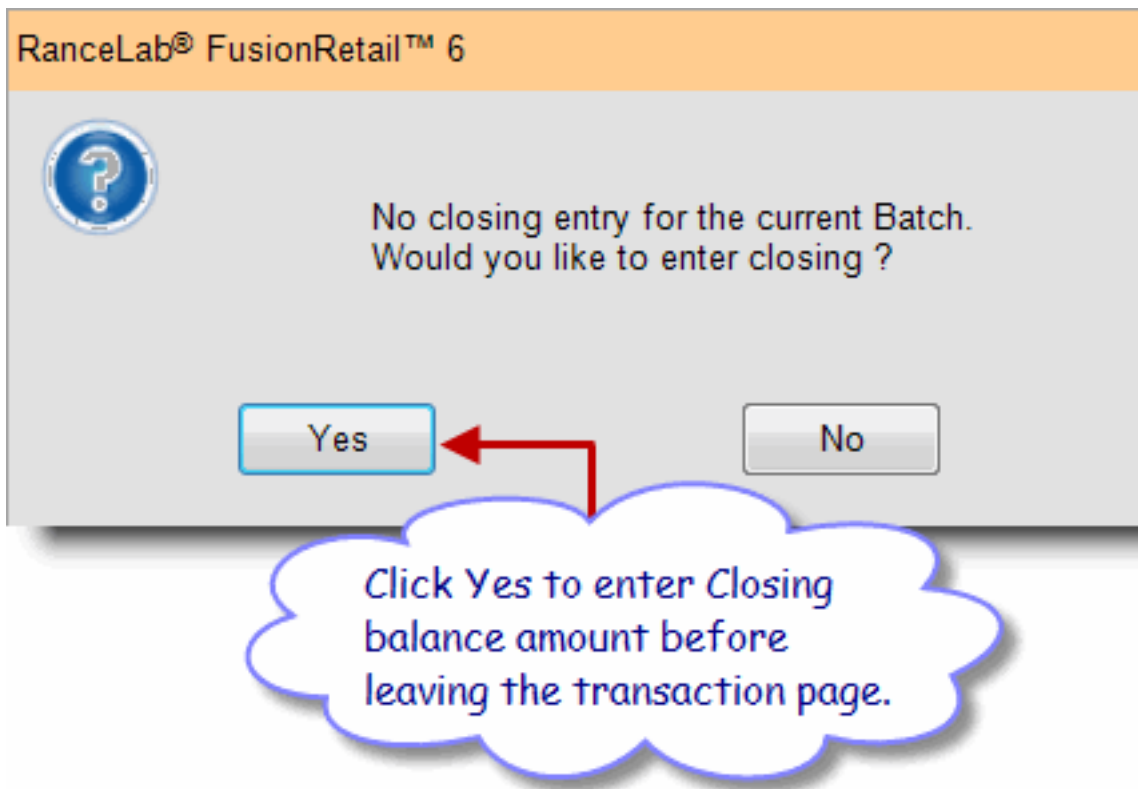 RanceLab® FusionRetail™ 6
No closing entry for the current Batch.
Would you like to enter closing ?
Yes
No
Click Yes to enter Closing
balance amount before
leaving the transaction page.